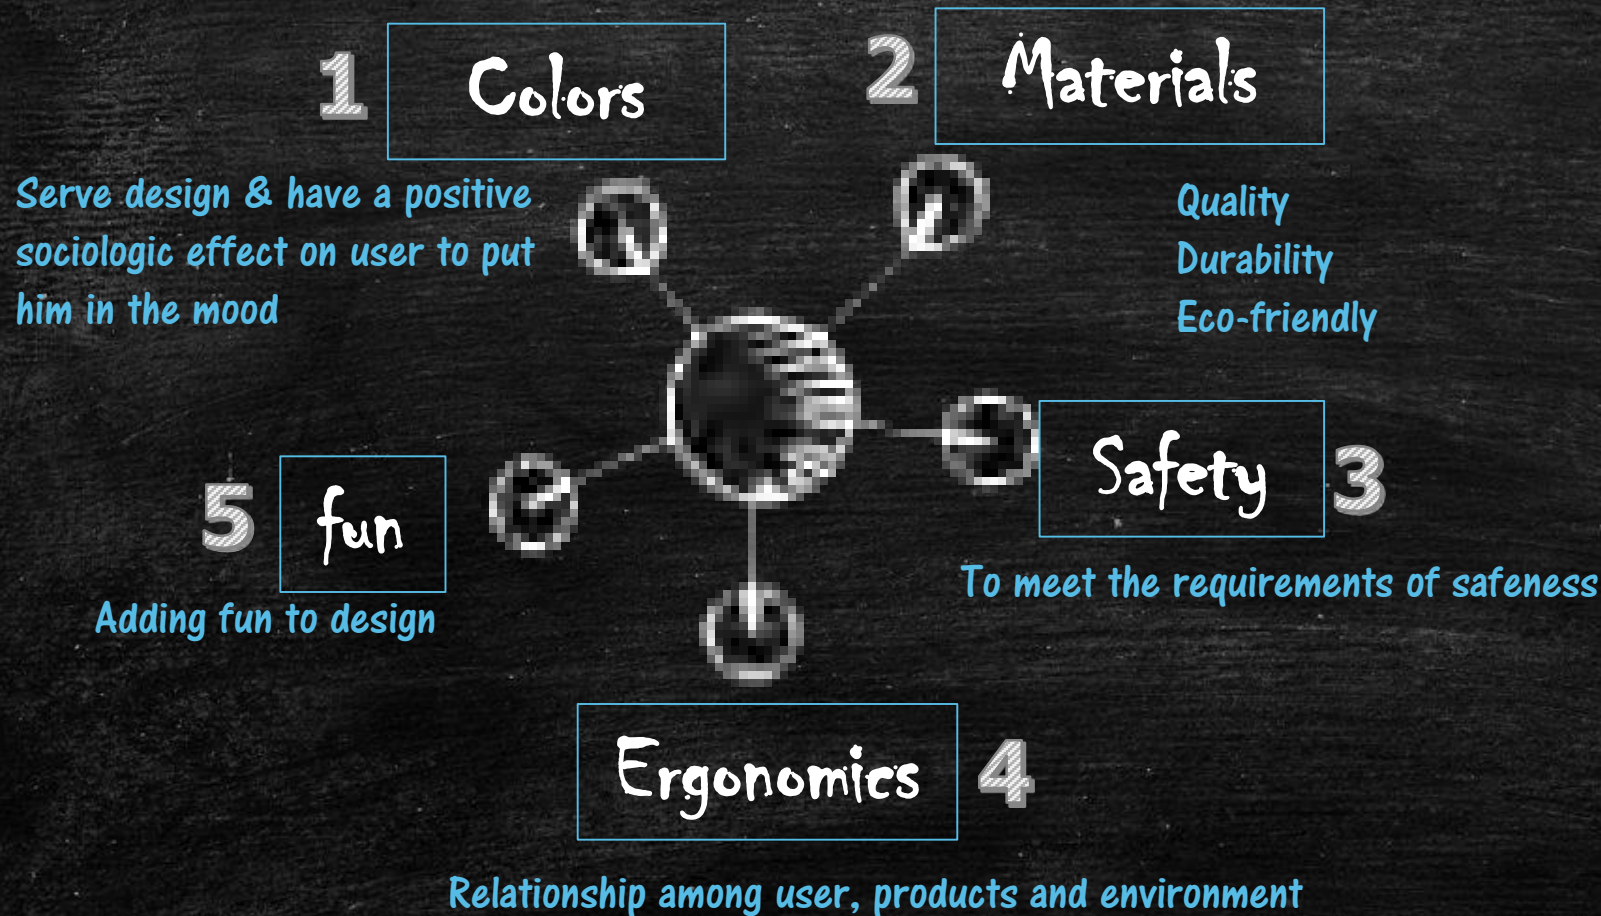 1 Colors
Serve design & have a positive
sociologic effect on user to put
him in the mood
2 Materials
Quality
Durability
Eco-friendly
Safety 3
To meet the requirements of safeness
Ergonomics 4
Relationship among user, products and environment
5 fun
Adding fun to design